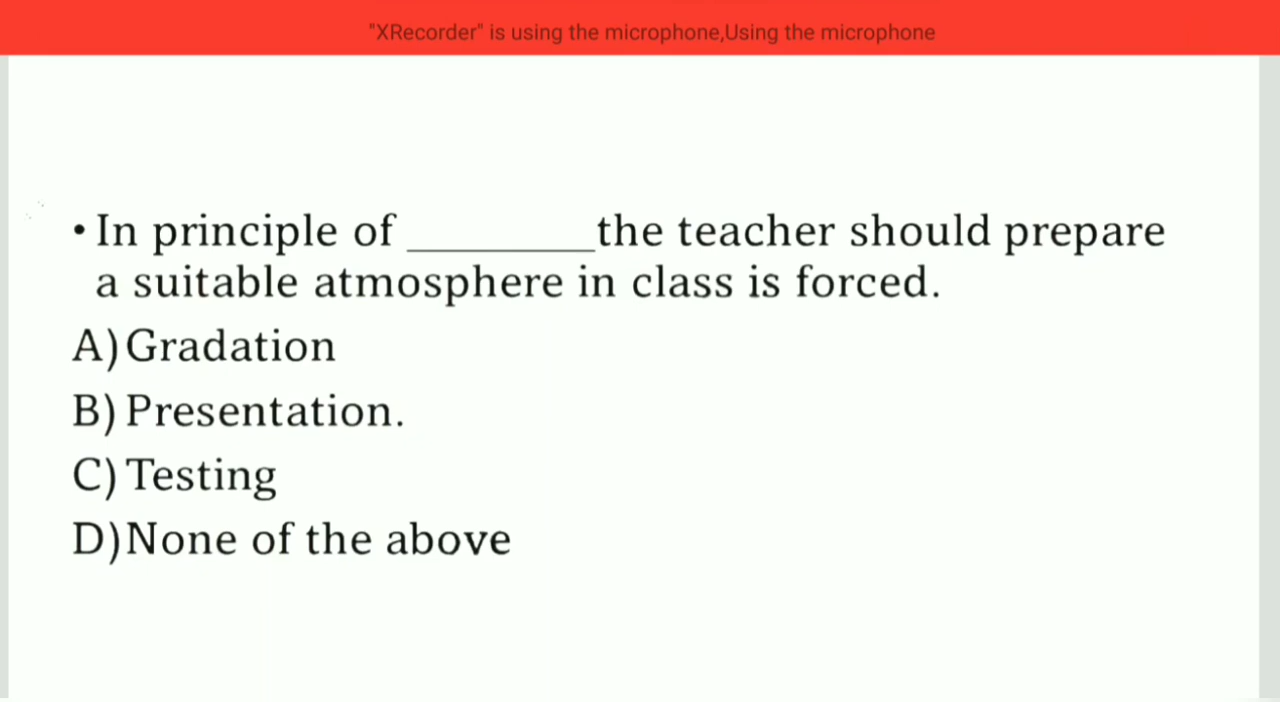 "XRecorder" is using the microphone,Using the microphone
• In principle of ________the teacher should prepare
a suitable atmosphere in class is forced.
A) Gradation
B) Presentation.
C) Testing
D)None of the above